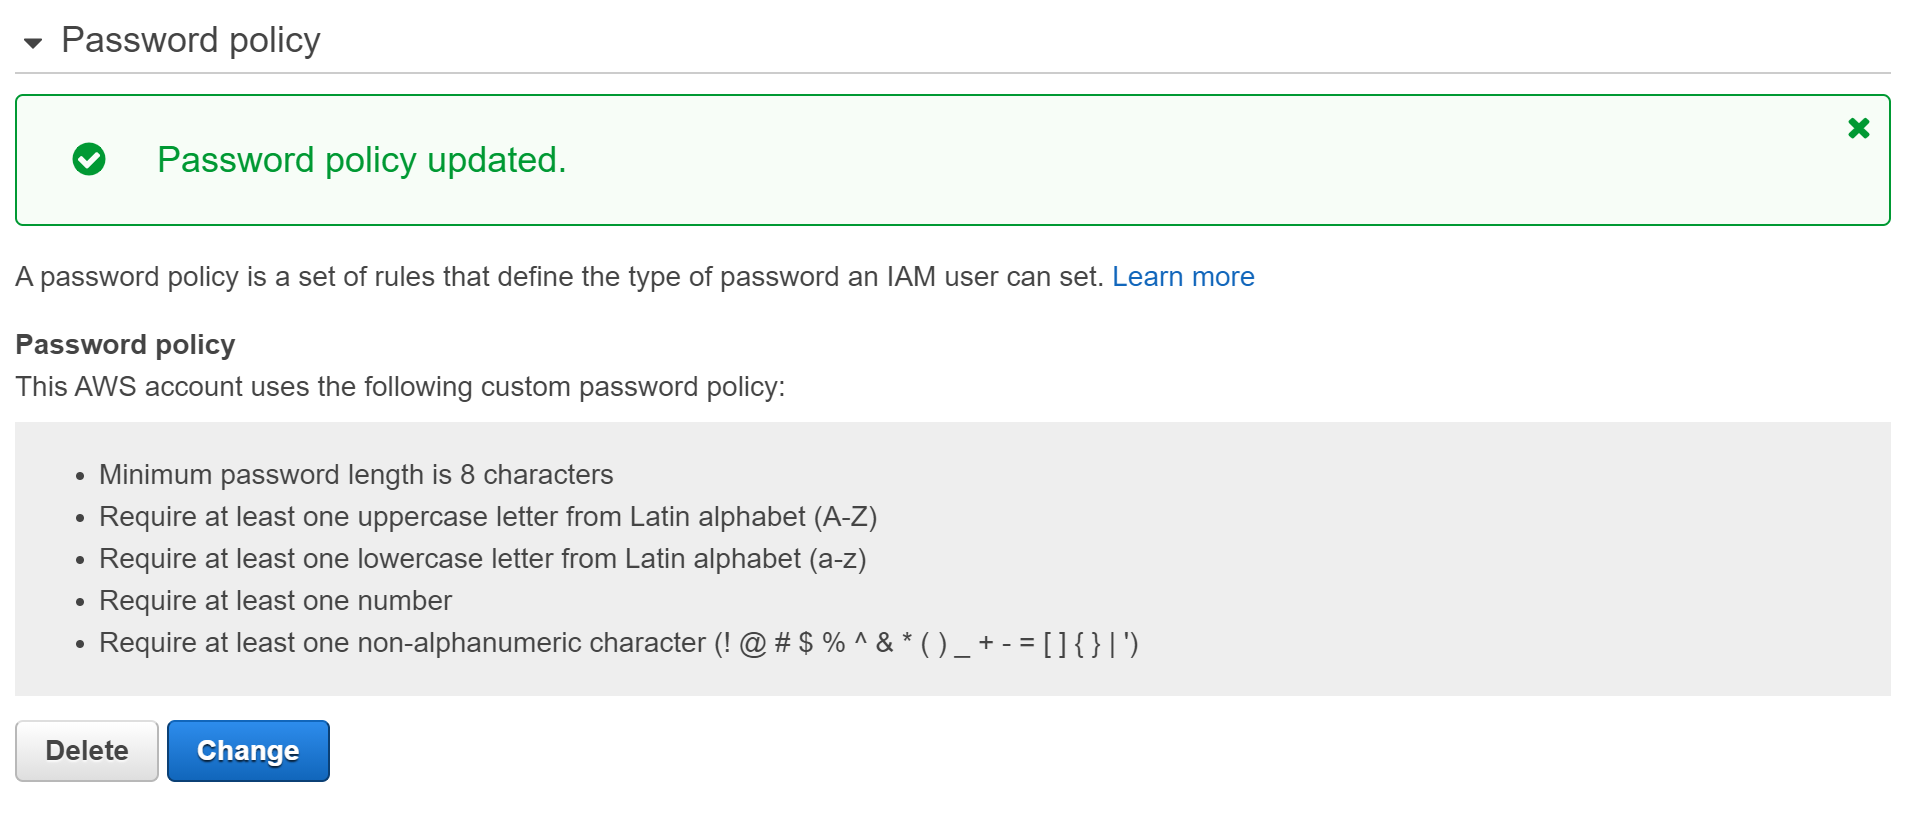 Password policy
Password policy updated.
A password policy is a set of rules that define the type of password an IAM user can set. Learn more
Password policy
This AWS account uses the following custom password policy:
• Minimum password length is 8 characters
• Require at least one uppercase letter from Latin alphabet (A-Z)
• Require at least one lowercase letter from Latin alphabet (a-z)
• Require at least one number
• Require at least one non-alphanumeric character (! @ # $ % ^ & * ( ) _ + - = [ ] { } | ')
Delete Change